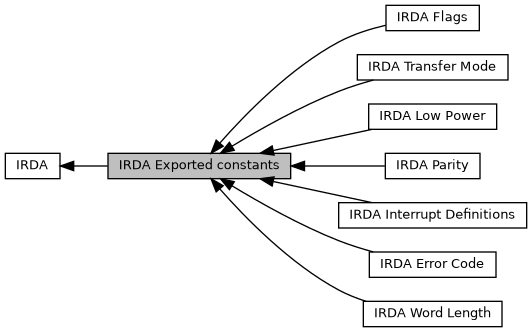 IRDA Flags
IRDA Transfer Mode
IRDA Low Power
IRDA
IRDA Exported constants
IRDA Parity
IRDA Interrupt Definitions
IRDA Error Code
IRDA Word Length